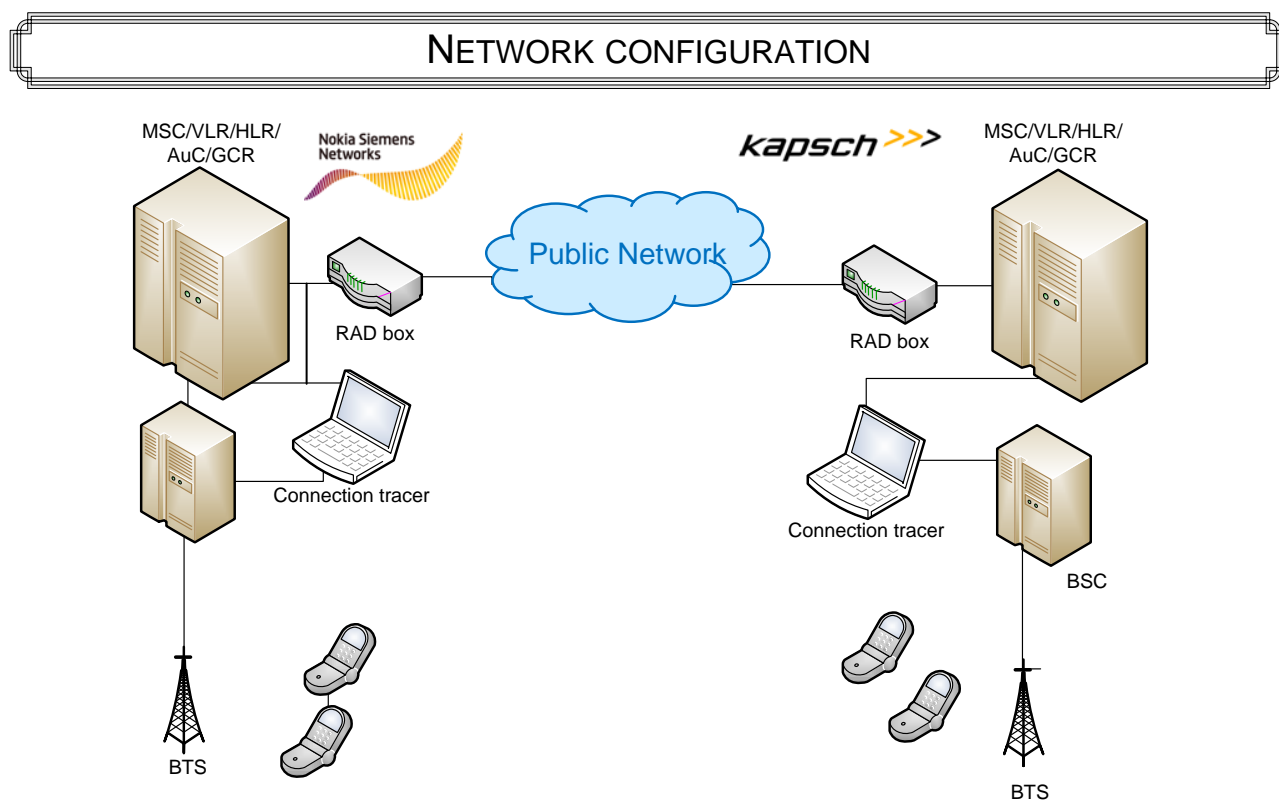 NETWORK CONFIGURATION
MSC/VLR/HLR/
AuC/GCR
Nokia Siemens
Networks
kapsch >>>
MSC/VLR/HLR/
AuC/GCR
Public Network
RAD box
RAD box
Connection tracer
Connection tracer
BSC
BTS
BTS